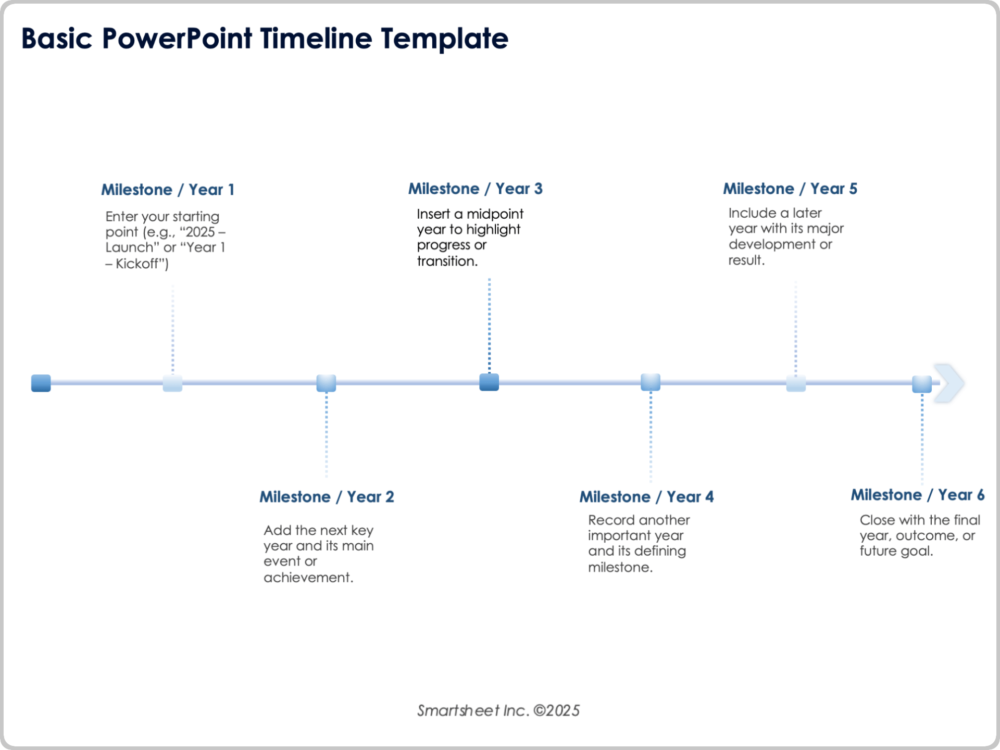 Basic PowerPoint Timeline Template
Milestone / Year 1
Enter your starting
point (e.g., “2025 –
Launch” or “Year 1
– Kickoff”)
Milestone / Year 3
Insert a midpoint
year to highlight
progress or
transition.
Milestone / Year 5
Include a later
year with its major
development or
result.
Milestone / Year 2
Add the next key
year and its main
event or
achievement.
Milestone / Year 4
Record another
important year
and its defining
milestone.
Milestone / Year 6
Close with the final
year, outcome, or
future goal.
Smartsheet Inc. ©2025